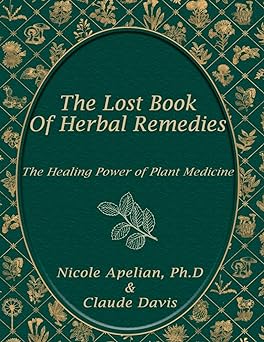 The Lost Book
Of Herbal Remedies
The Healing Power of Plant Medicine
Nicole Apelian, Ph.D
&
Claude Davis